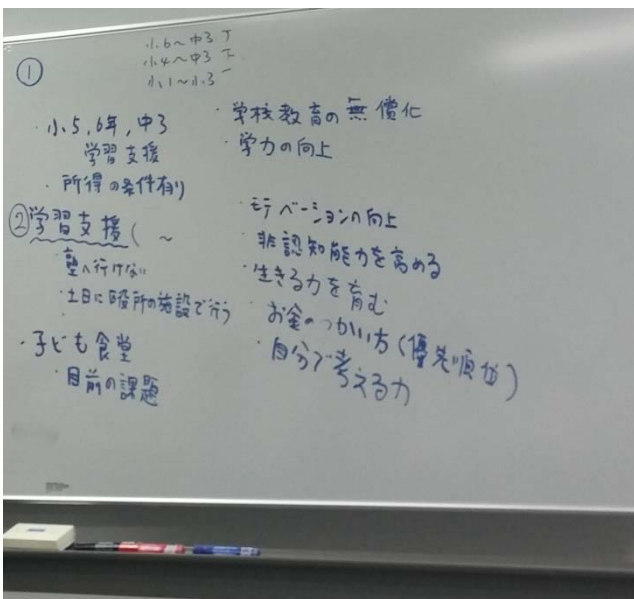 小.6～中3 下
小4～中3 下
小1～小3
①
・小5,6年,中3
学習支援
・所得の条件有り
②学習支援( ～
・塾へ行けない
・土日に区役所の施設で行う
・子ども食堂
・目前の課題
・学校教育の無償化
・学力の向上
・モチベーションの向上
・非認知能力を高める
・生きる力を育む
・お金のつかい方(優先順位)
・自分で考える力